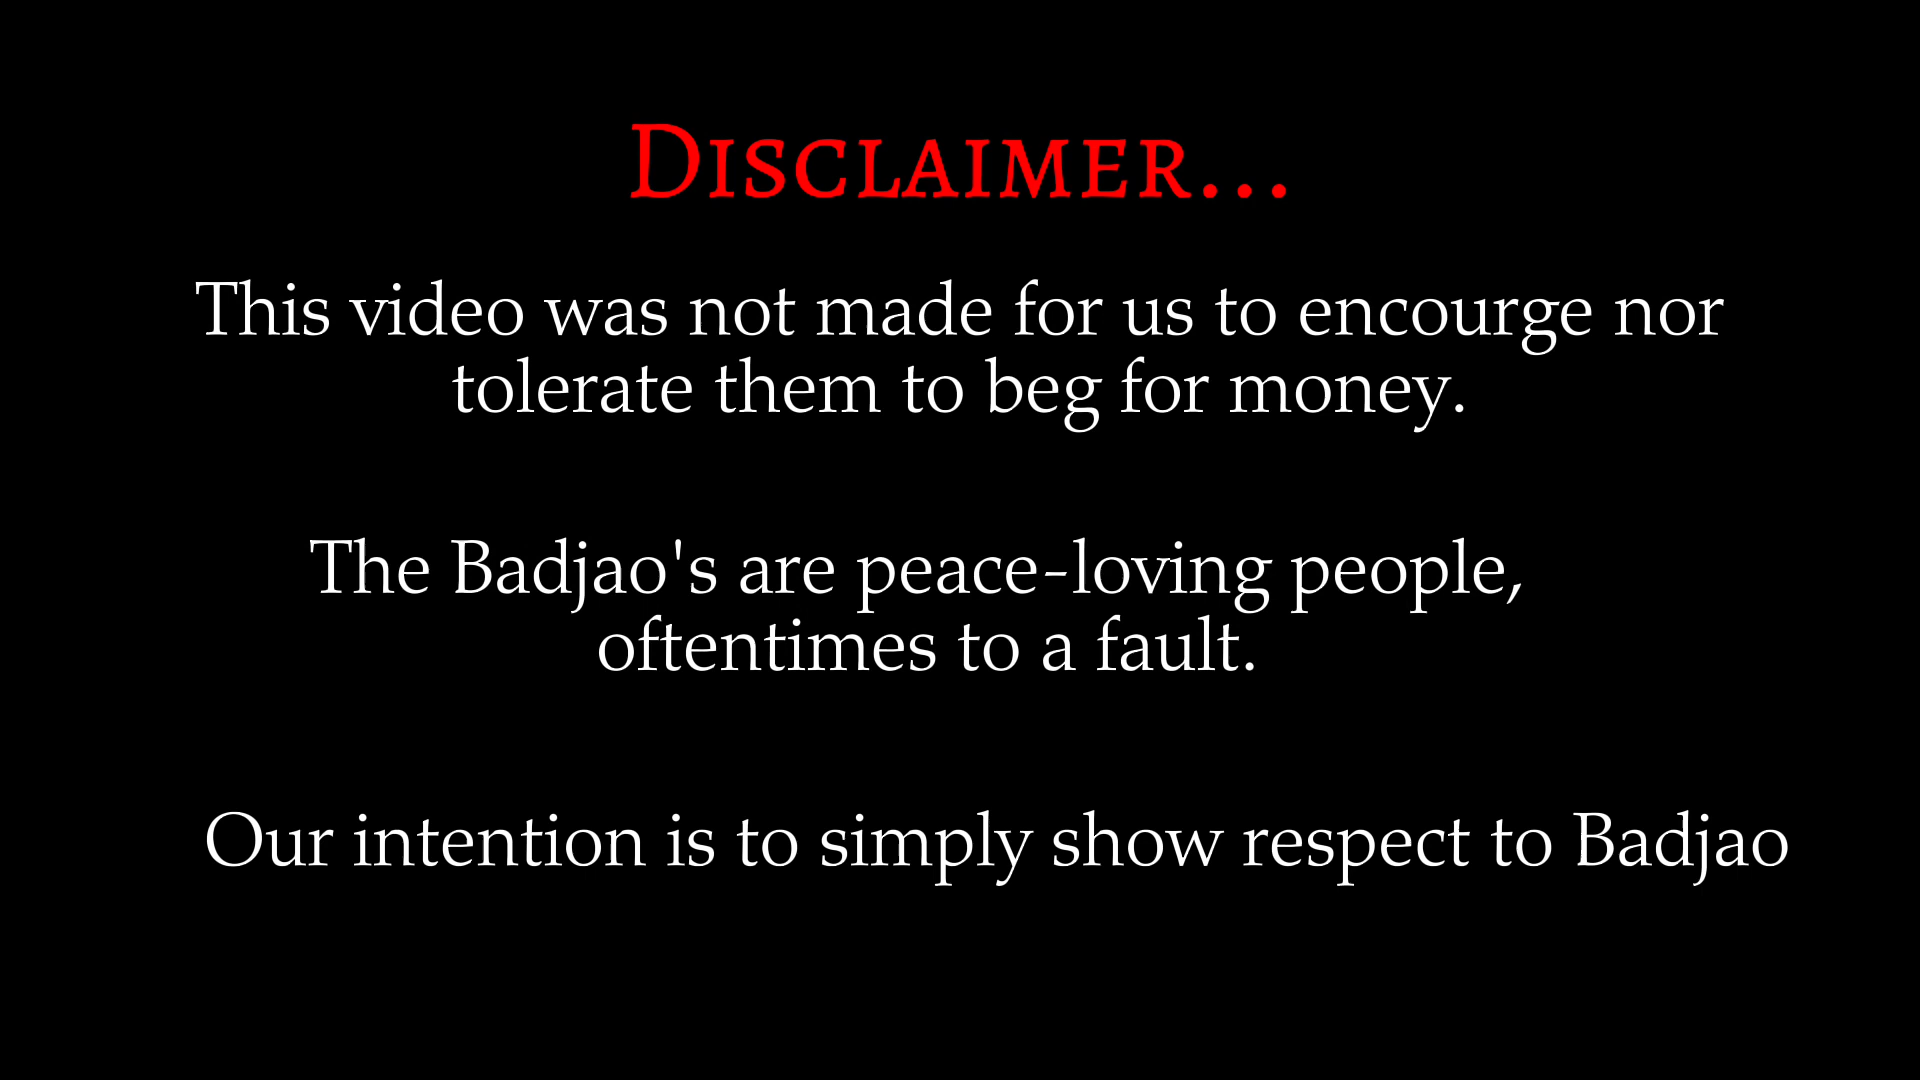 Disclaimer...
This video was not made for us to encourge nor
tolerate them to beg for money.
The Badjao's are peace-loving people,
oftentimes to a fault.
Our intention is to simply show respect to Badjao